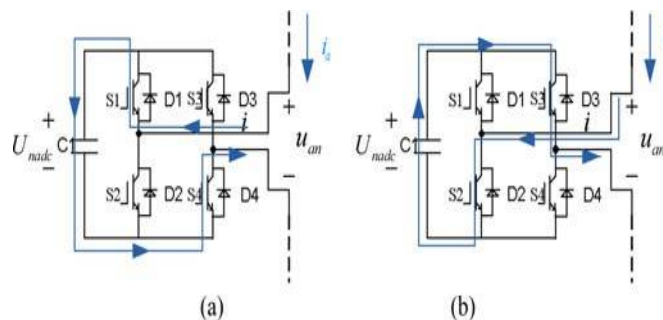 i_a
S1 D1 S3 D3
+ i +
U_nadc C1 u_an
−
S2 D2 S4 D4 −
(a)
S1 D1 S3 D3
+ i +
U_nadc C1 u_an
−
S2 D2 S4 D4 −
(b)